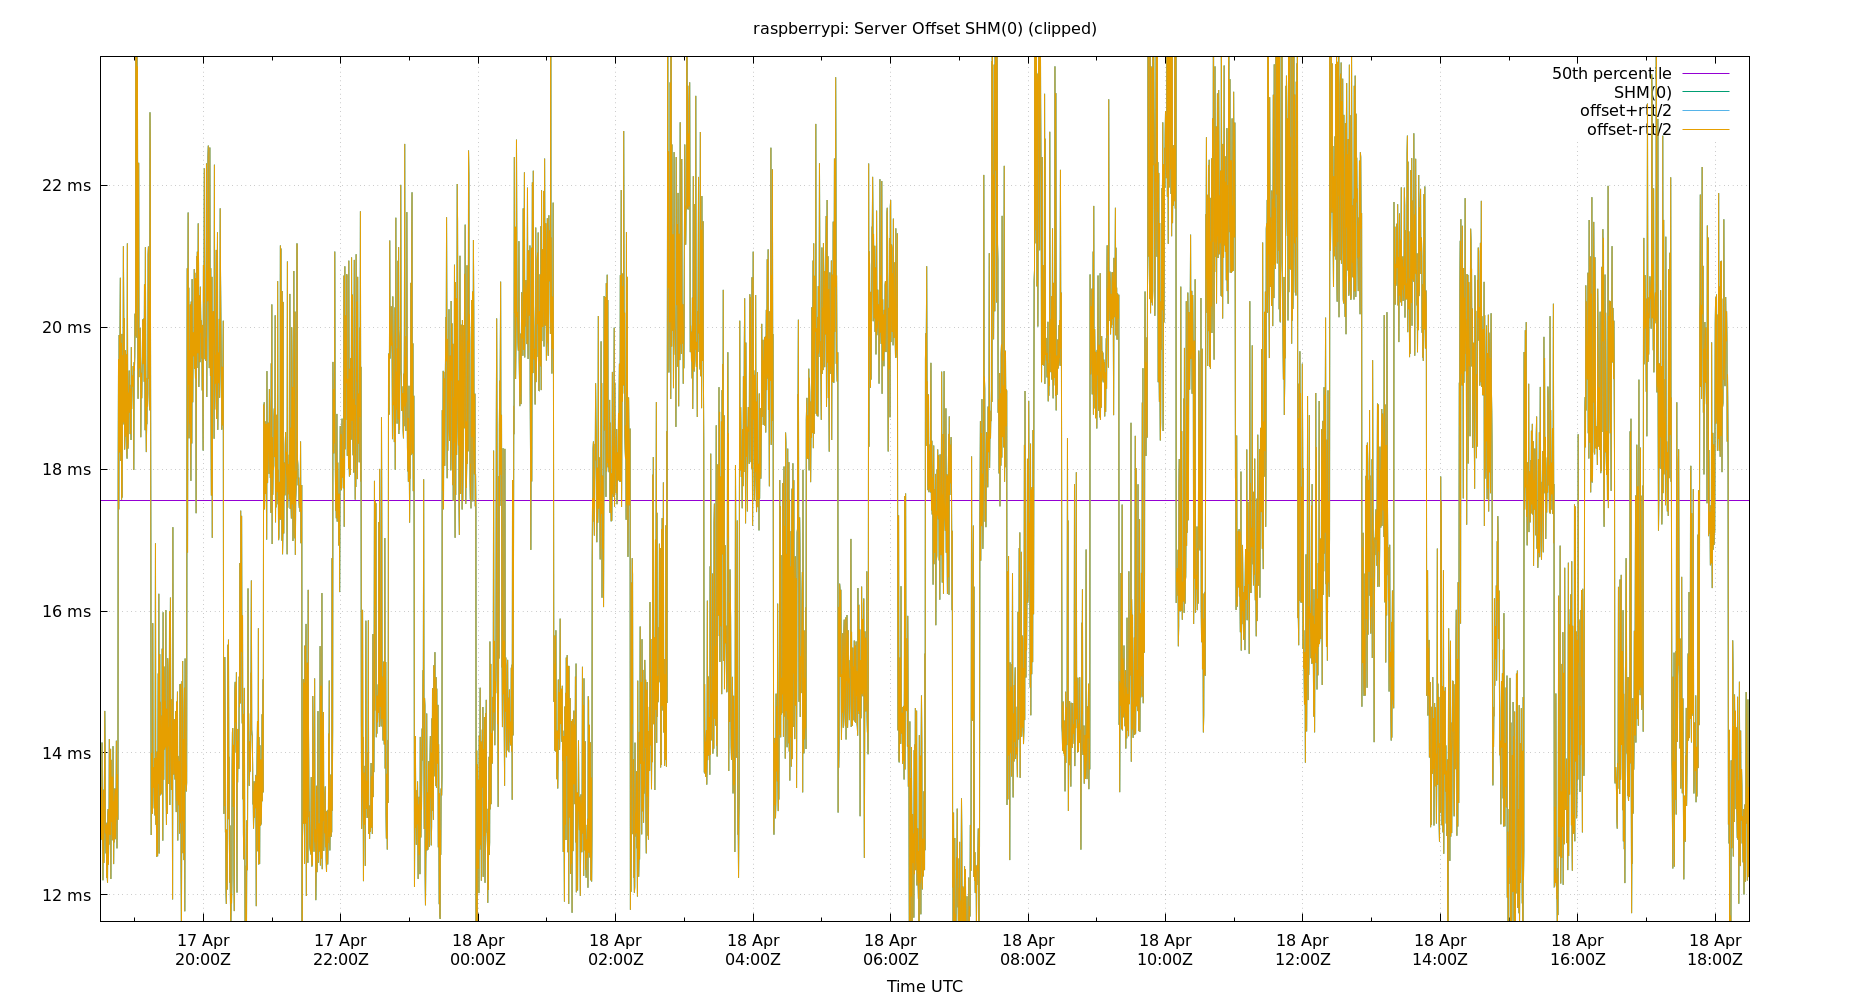 raspberrypi: Server Offset SHM(0) (clipped)
50th percentile
SHM(0)
offset+rtt/2
offset-rtt/2
22 ms
20 ms
18 ms
16 ms
14 ms
12 ms
17 Apr 17 Apr 18 Apr 18 Apr 18 Apr 18 Apr 18 Apr 18 Apr 18 Apr 18 Apr 18 Apr 18 Apr
20:00Z 22:00Z 00:00Z 02:00Z 04:00Z 06:00Z 08:00Z 10:00Z 12:00Z 14:00Z 16:00Z 18:00Z
Time UTC